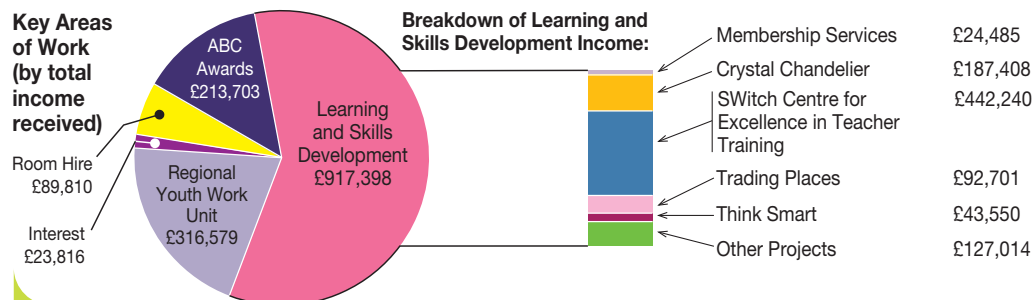 Key Areas
of Work
(by total
income
received)
ABC
Awards
£213,703
Room Hire
£89,810
Interest
£23,816
Regional
Youth Work
Unit
£316,579
Learning
and Skills
Development
£917,398
Breakdown of Learning and
Skills Development Income:
Membership Services £24,485
Crystal Chandelier £187,408
SWitch Centre for £442,240
Excellence in Teacher
Training
Trading Places £92,701
Think Smart £43,550
Other Projects £127,014